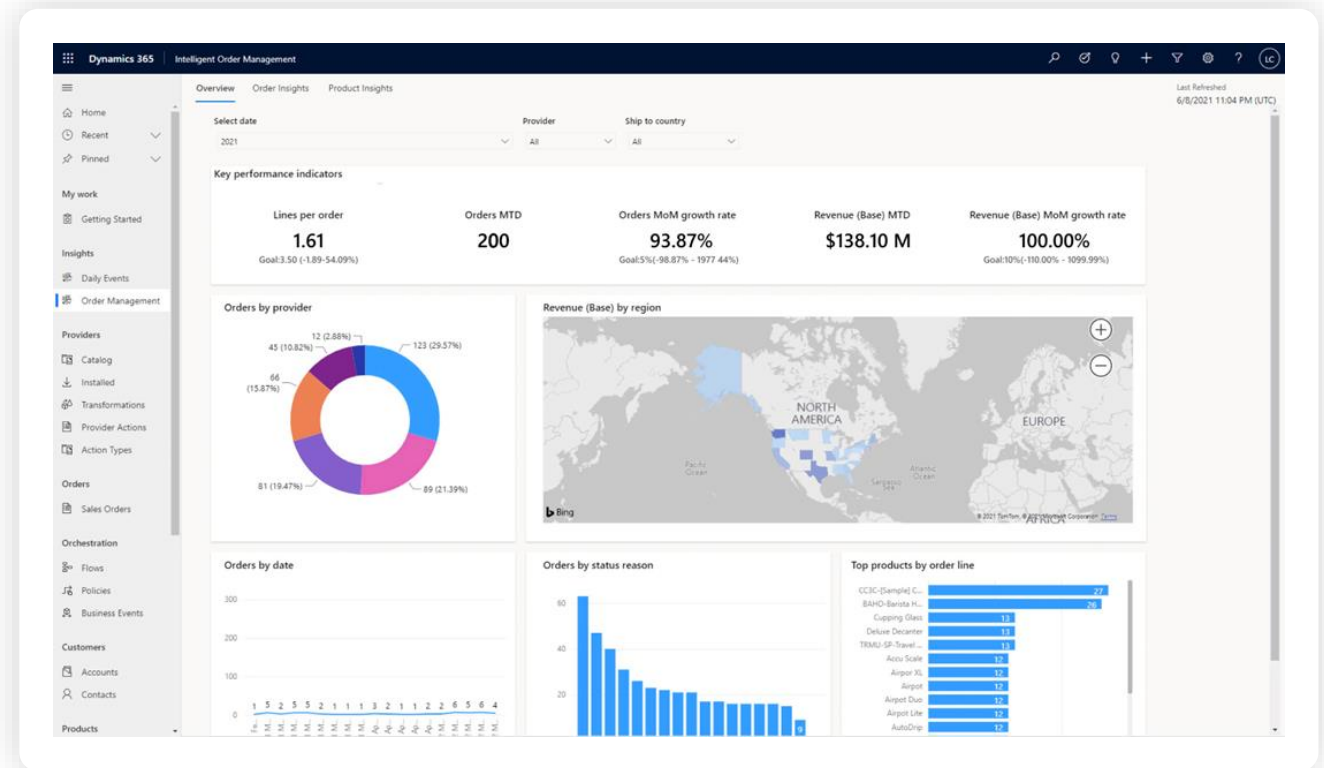 Dynamics 365 Intelligent Order Management LC
Home
Recent
Pinned
My work
Getting Started
Insights
Daily Events
Order Management
Providers
Catalog
Installed
Transformations
Provider Actions
Action Types
Orders
Sales Orders
Orchestration
Flows
Policies
Business Events
Customers
Accounts
Contacts
Products
Overview Order Insights Product Insights
Last Refreshed
6/8/2021 11:04 PM (UTC)
Select date Provider Ship to country
2021 All All
Key performance indicators
Lines per order Orders MTD Orders MoM growth rate Revenue (Base) MTD Revenue (Base) MoM growth rate
1.61 200 93.87% $138.10 M 100.00%
Goal:3.50 (-1.89-54.09%) Goal:5%(-98.87% - 1977 44%) Goal:10%(-110.00% - 1099.99%)
Orders by provider
12 (2.88%)
45 (10.82%)
123 (29.57%)
66
(15.87%)
81 (19.47%)
89 (21.39%)
Revenue (Base) by region
NORTH
AMERICA
EUROPE
Pacific
Ocean
Atlantic
Ocean
Sargasso
Sea
AFRICA
Bing
© 2021 TomTom, © 2021 Microsoft Corporation Terms
Orders by date
300
200
100
0
1 5 2 5 5 2 1 1 1 3 2 1 1 2 2 6 5 6 4
Orders by status reason
60
40
20
9
Top products by order line
CC3C-[Sample] C... 27
BAHO-Barista H... 26
Cupping Glass 13
Deluxe Decanter 13
TRMU-SP-Travel ... 13
Accu Scale 12
Airpor XL 12
Airpot 12
Airpot Duo 12
Airpot Lite 12
AutoDrip 12